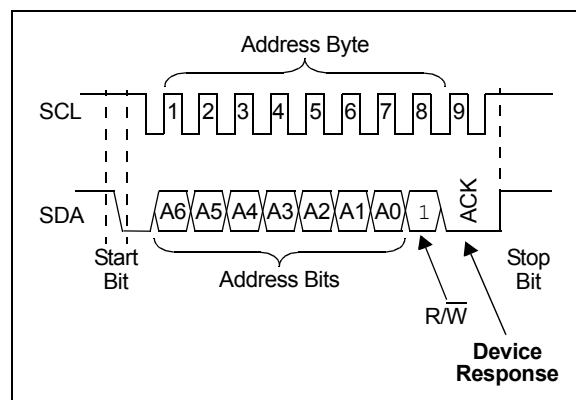 Address Byte
SCL 1 2 3 4 5 6 7 8 9
SDA A6 A5 A4 A3 A2 A1 A0 1 ACK
Start
Bit
Address Bits
Stop
Bit
R/W̅
Device
Response